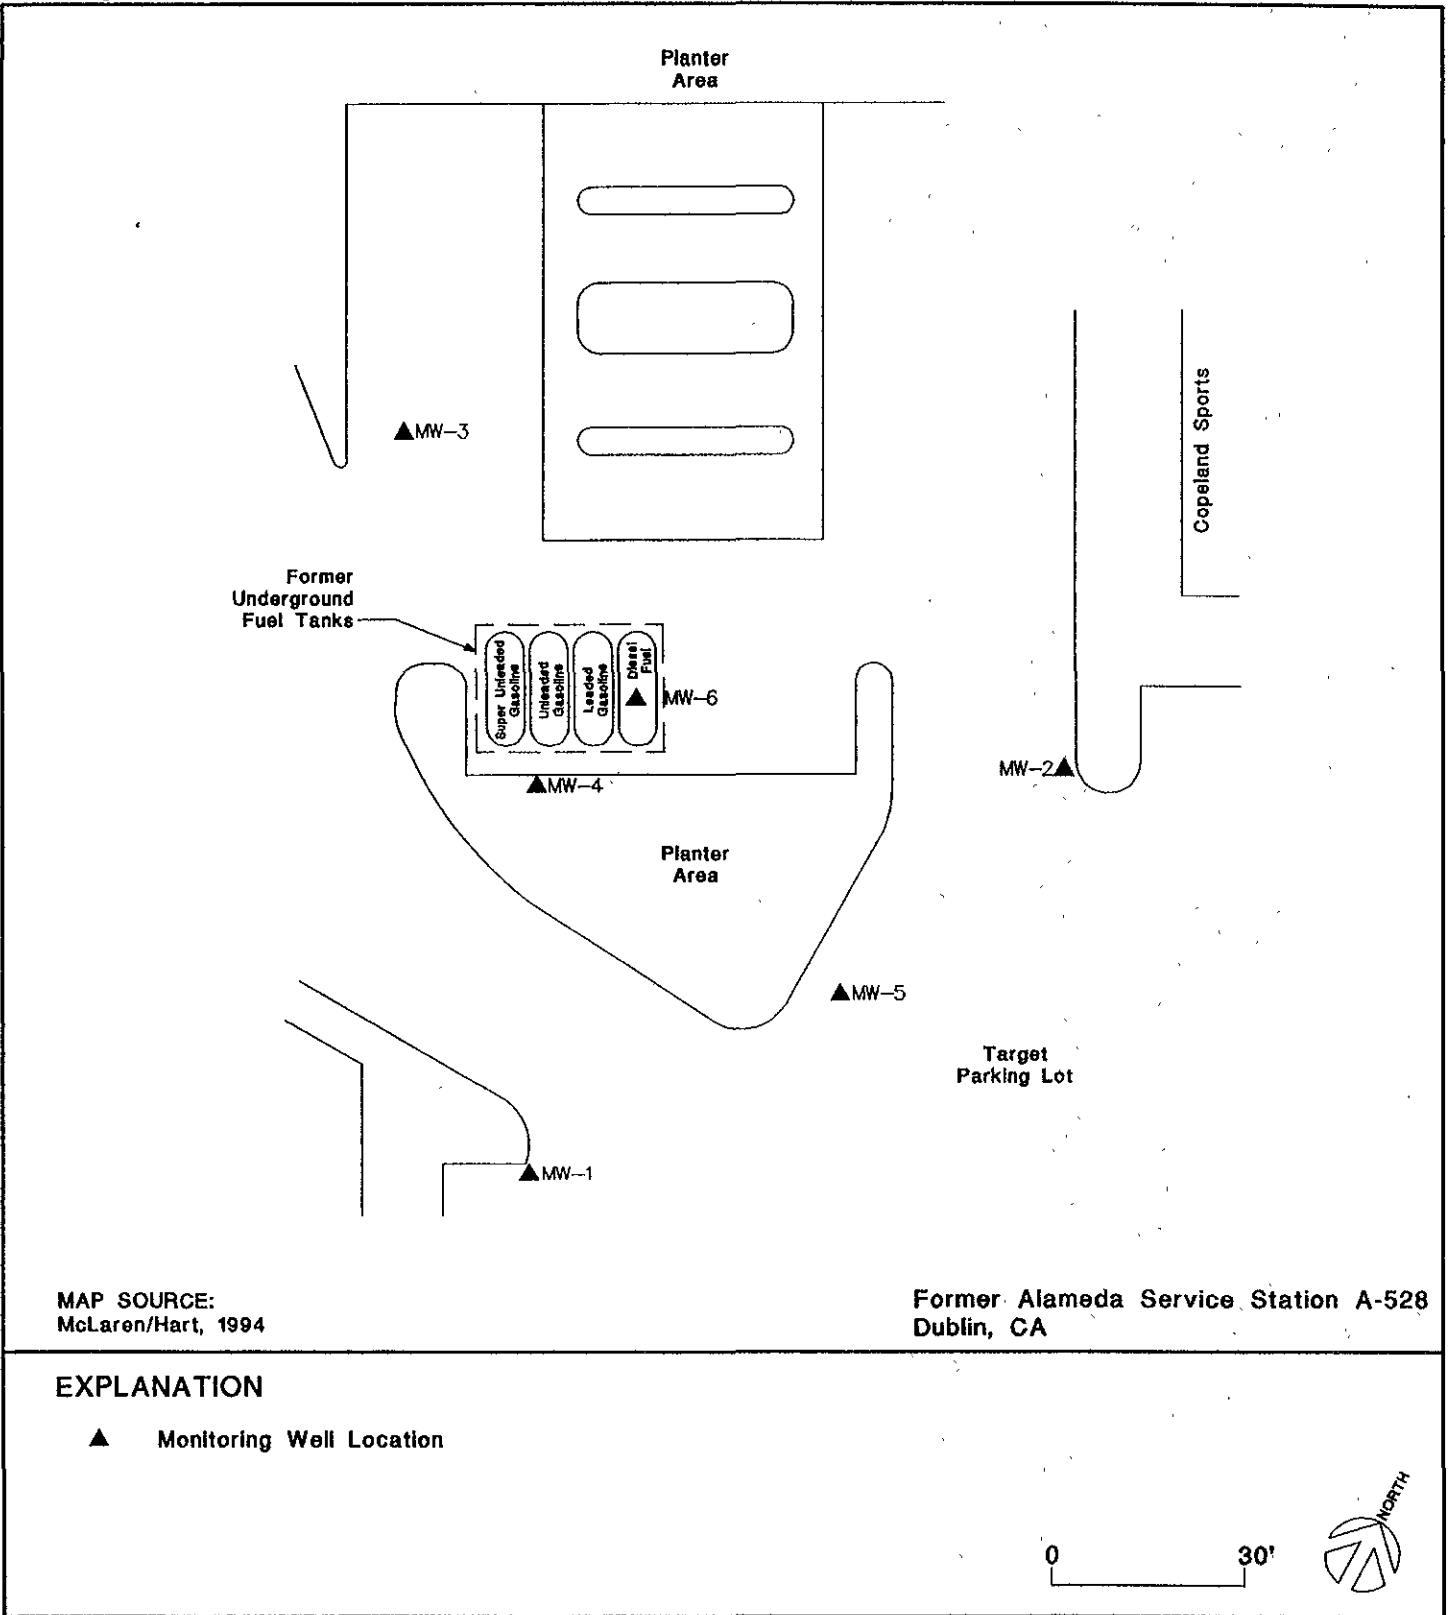 Planter
Area
Copeland Sports
MW-3
Former
Underground
Fuel Tanks
Super Unleaded
Gasoline
Unleaded
Gasoline
Leaded
Gasoline
Diesel
Fuel
MW-6
MW-2
MW-4
Planter
Area
MW-5
Target
Parking Lot
MW-1
MAP SOURCE:
McLaren/Hart, 1994
Former Alameda Service Station A-528
Dublin, CA
EXPLANATION
Monitoring Well Location
NORTH
0 30'